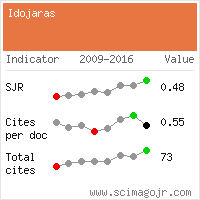 Idojaras
Indicator 2009-2016 Value
SJR 0.48
Cites per doc 0.55
Total cites 73
www.scimagojr.com